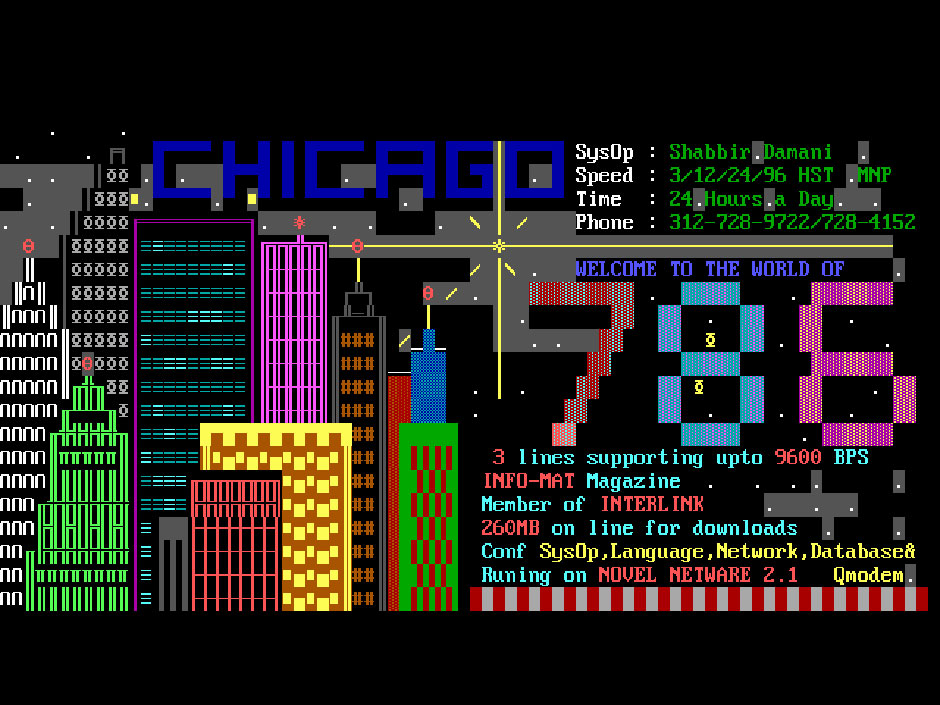 CHICAGO
SysOp : Shabbir Damani
Speed : 3/12/24/96 HST .MNP
Time : 24 Hours a Day
Phone : 312-728-9722/728-4152
WELCOME TO THE WORLD OF
786
3 lines supporting upto 9600 BPS
INFO-MAT Magazine
Member of INTERLINK
260MB on line for downloads
Conf SysOp,Language,Network,Database&
Runing on NOVEL NETWARE 2.1 Qmodem.